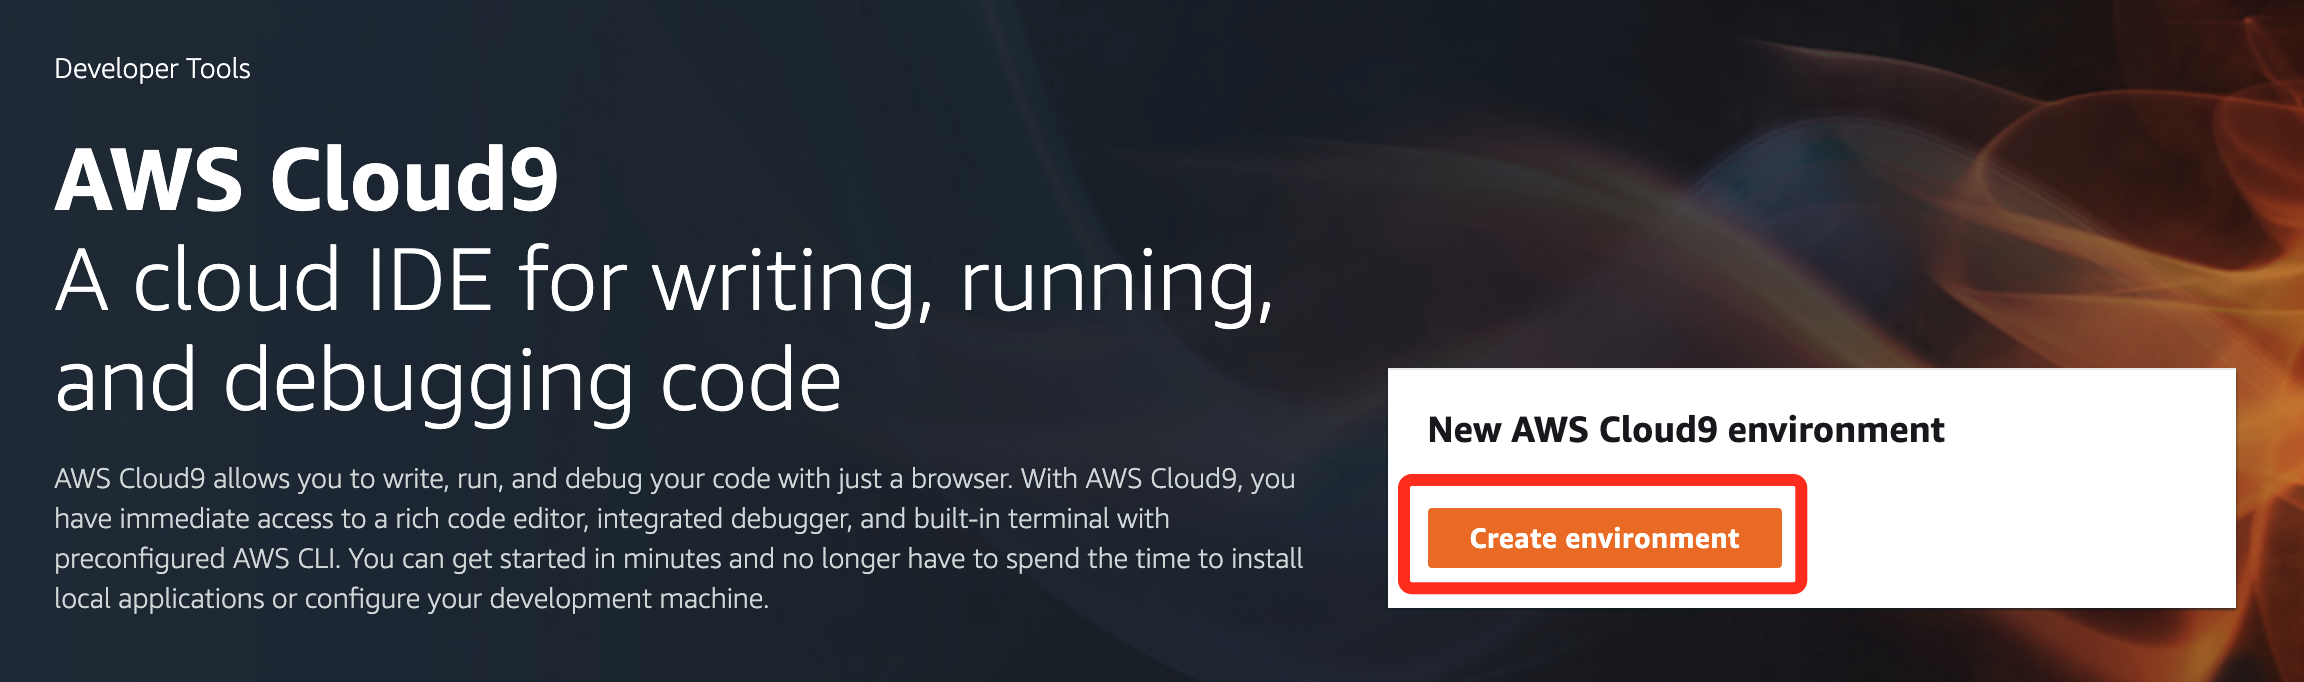 Developer Tools
AWS Cloud9
A cloud IDE for writing, running,
and debugging code
AWS Cloud9 allows you to write, run, and debug your code with just a browser. With AWS Cloud9, you
have immediate access to a rich code editor, integrated debugger, and built-in terminal with
preconfigured AWS CLI. You can get started in minutes and no longer have to spend the time to install
local applications or configure your development machine.
New AWS Cloud9 environment
Create environment